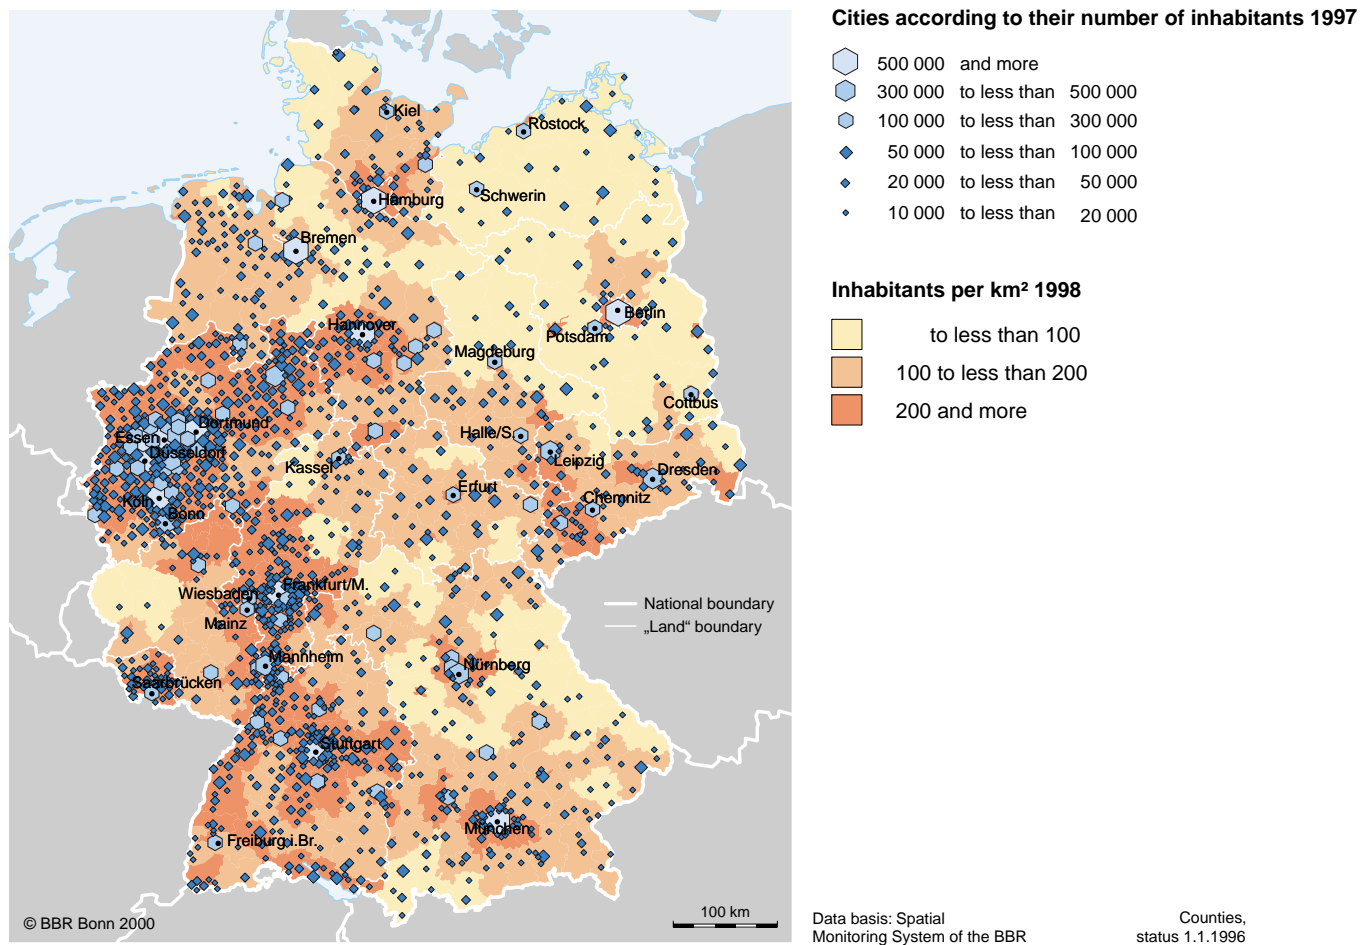 Cities according to their number of inhabitants 1997
500 000 and more
300 000 to less than 500 000
100 000 to less than 300 000
50 000 to less than 100 000
20 000 to less than 50 000
10 000 to less than 20 000
Inhabitants per km² 1998
to less than 100
100 to less than 200
200 and more
Kiel
Rostock
Schwerin
Hamburg
Bremen
Berlin
Hannover
Potsdam
Magdeburg
Cottbus
Dortmund
Essen
Halle/S.
Düsseldorf
Leipzig
Kassel
Dresden
Erfurt
Köln
Chemnitz
Bonn
Frankfurt/M.
Wiesbaden
National boundary
Mainz
„Land“ boundary
Mannheim
Nürnberg
Saarbrücken
Stuttgart
München
Freiburg i.Br.
© BBR Bonn 2000
100 km
Data basis: Spatial
Monitoring System of the BBR
Counties,
status 1.1.1996